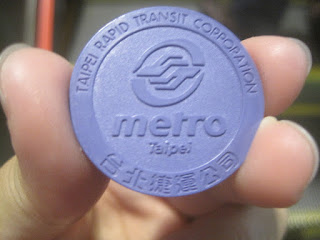 TAIPEI RAPID TRANSIT CORPORATION
metro
Taipei
台北捷運公司